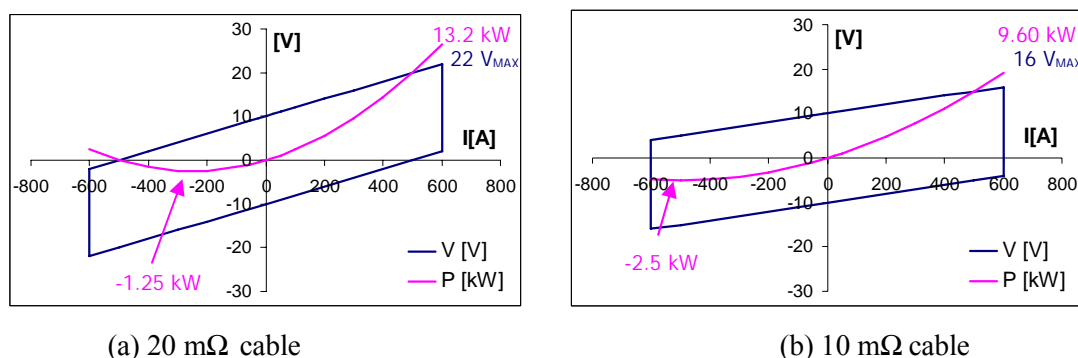 13.2 kW
[V]
22 VMAX
30
20
10
0
-10
-20
-30
I[A]
-800 -600 -400 -200 0 200 400 600 800
-1.25 kW
V [V]
P [kW]
(a) 20 mΩ cable
9.60 kW
[V]
16 VMAX
30
20
10
0
-10
-20
-30
I[A]
-800 -600 -400 -200 0 200 400 600 800
-2.5 kW
V [V]
P [kW]
(b) 10 mΩ cable